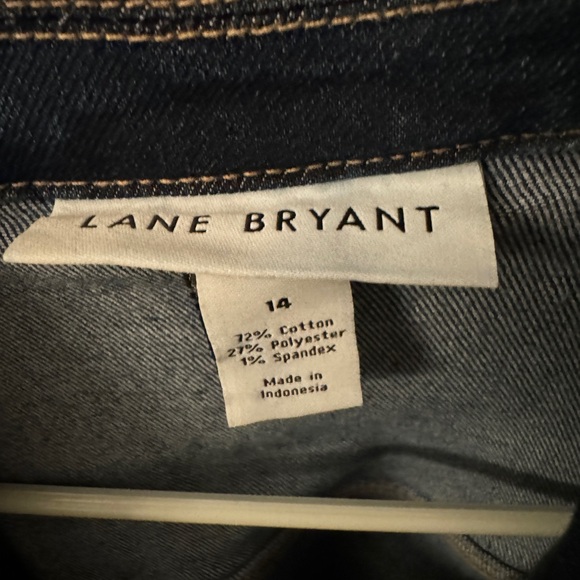 LANE BRYANT
14
72% Cotton
27% Polyester
1% Spandex
Made in
Indonesia